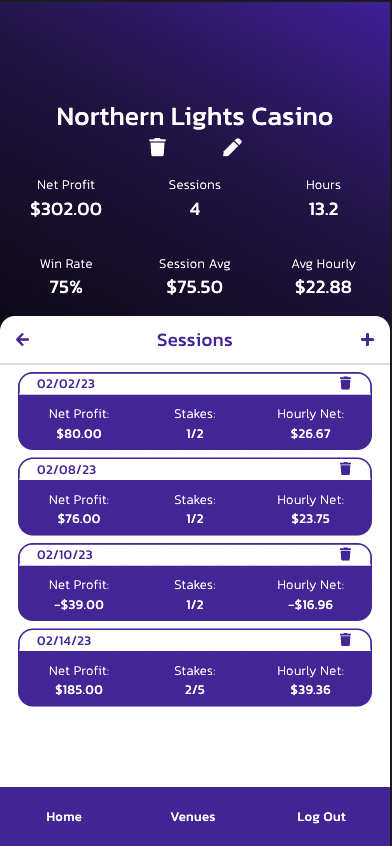 Northern Lights Casino
Net Profit Sessions Hours
$302.00 4 13.2
Win Rate Session Avg Avg Hourly
75% $75.50 $22.88
Sessions
02/02/23
Net Profit: Stakes: Hourly Net:
$80.00 1/2 $26.67
02/08/23
Net Profit: Stakes: Hourly Net:
$76.00 1/2 $23.75
02/10/23
Net Profit: Stakes: Hourly Net:
-$39.00 1/2 -$16.96
02/14/23
Net Profit: Stakes: Hourly Net:
$185.00 2/5 $39.36
Home Venues Log Out